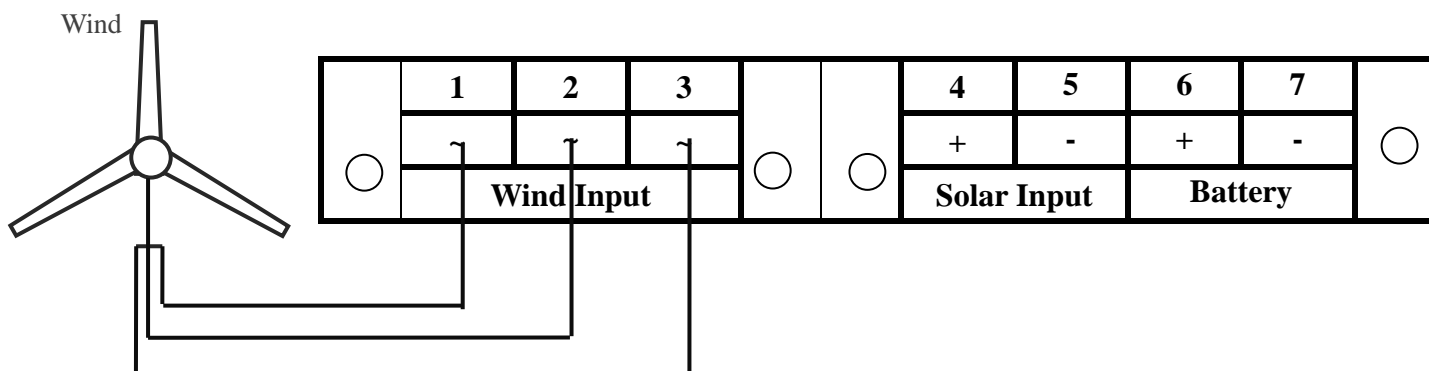 Wind
1 2 3 4 5 6 7
~ ~ ~ + - + -
Wind Input Solar Input Battery